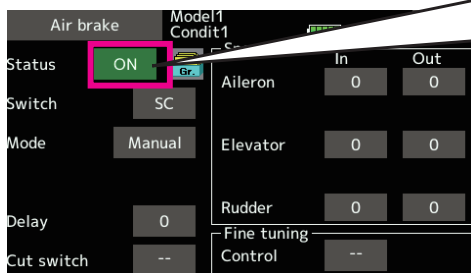 Air brake
Model1
Condit1
Status ON Gr.
Switch SC
Mode Manual
Delay 0
Cut switch --
In Out
Aileron 0 0
Elevator 0 0
Rudder 0 0
Fine tuning
Control --